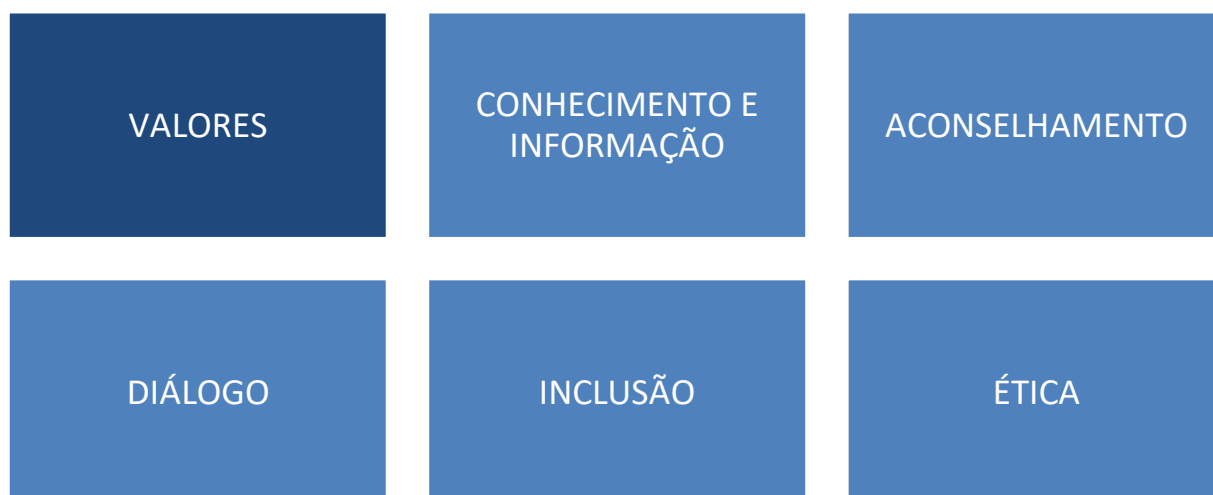 VALORES
CONHECIMENTO E
INFORMAÇÃO
ACONSELHAMENTO
DIÁLOGO
INCLUSÃO
ÉTICA